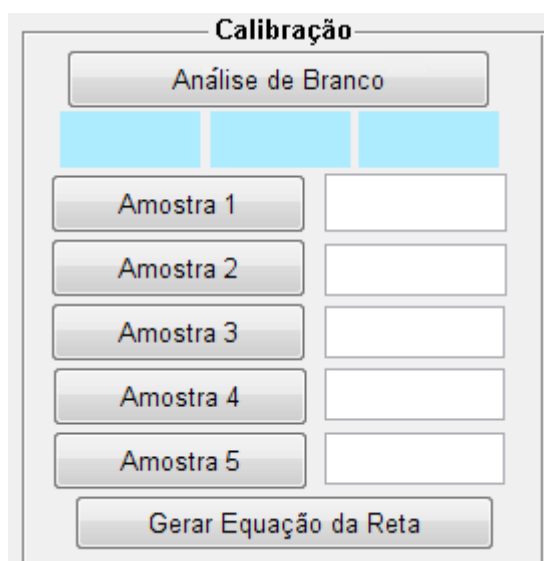 Calibração
Análise de Branco
Amostra 1
Amostra 2
Amostra 3
Amostra 4
Amostra 5
Gerar Equação da Reta